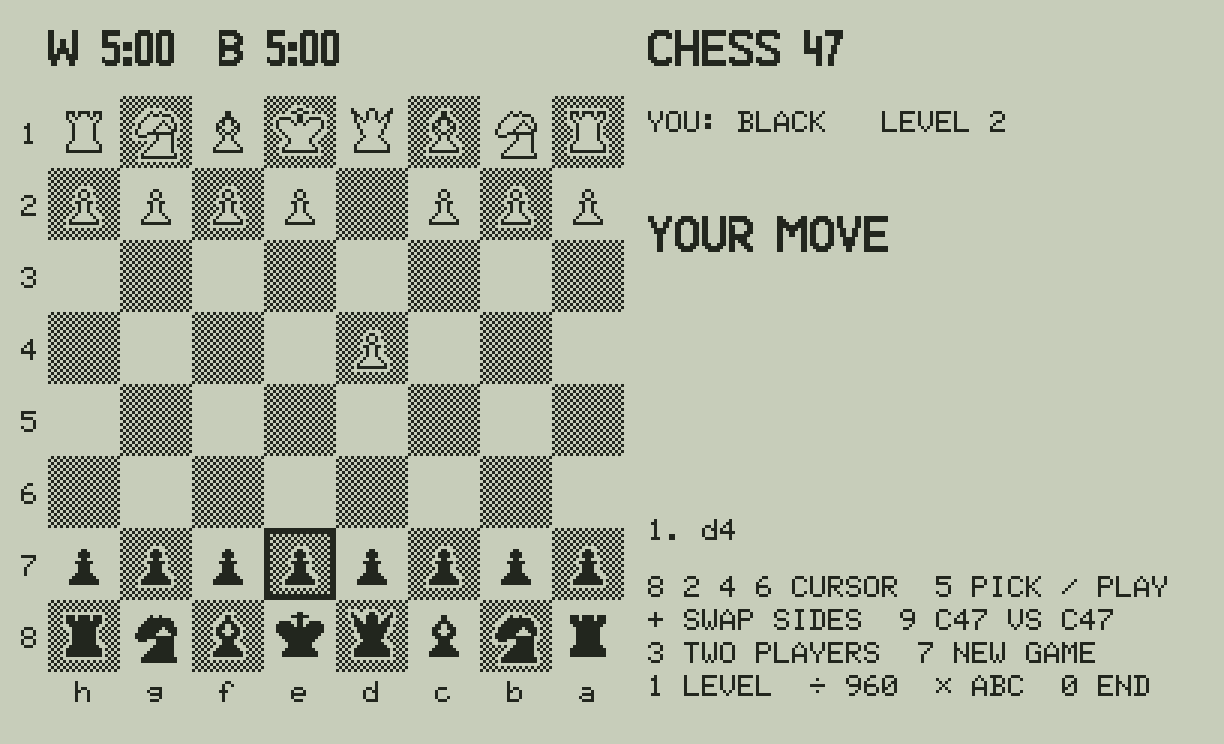 W 5:00 B 5:00
CHESS 47
YOU: BLACK LEVEL 2
YOUR MOVE
1
2
3
4
5
6
7
8
h g f e d c b a
1. d4
8 2 4 6 CURSOR 5 PICK / PLAY
+ SWAP SIDES 9 C47 VS C47
3 TWO PLAYERS 7 NEW GAME
1 LEVEL ÷ 960 × ABC 0 END